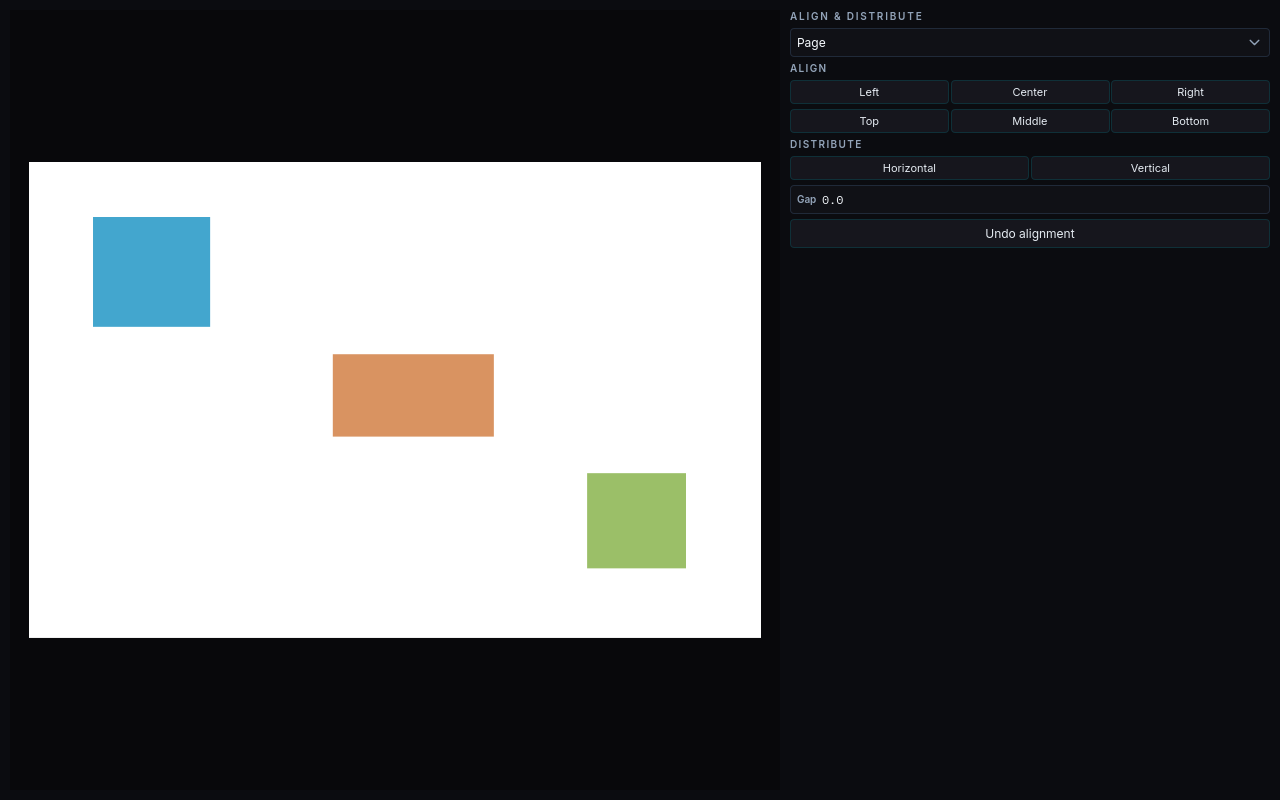 ALIGN & DISTRIBUTE
Page
ALIGN
Left Center Right
Top Middle Bottom
DISTRIBUTE
Horizontal Vertical
Gap 0.0
Undo alignment